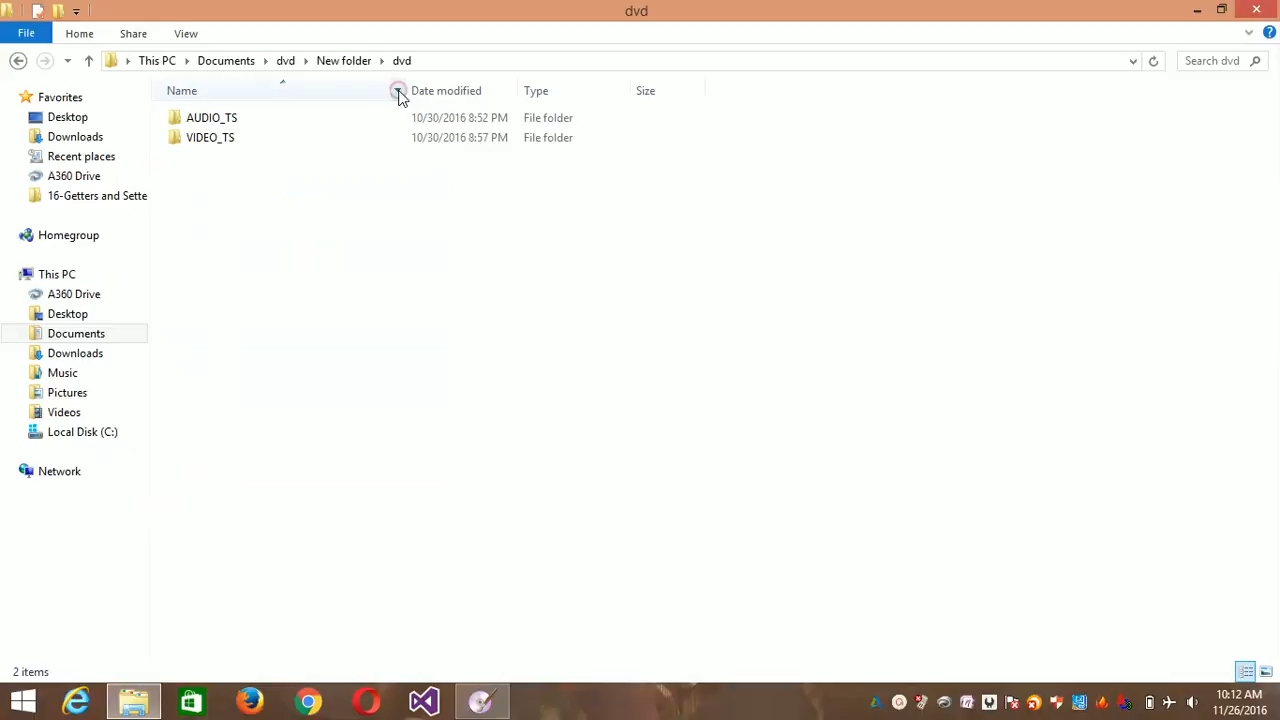 dvd
File
Home
Share
View
This PC
Documents
dvd
New folder
dvd
Search dvd
Name
Date modified
Type
Size
AUDIO_TS
10/30/2016 8:52 PM
File folder
VIDEO_TS
10/30/2016 8:57 PM
File folder
Favorites
Desktop
Downloads
Recent places
A360 Drive
16-Getters and Sette
Homegroup
This PC
A360 Drive
Desktop
Documents
Downloads
Music
Pictures
Videos
Local Disk (C:)
Network
2 items
10:12 AM
11/26/2016